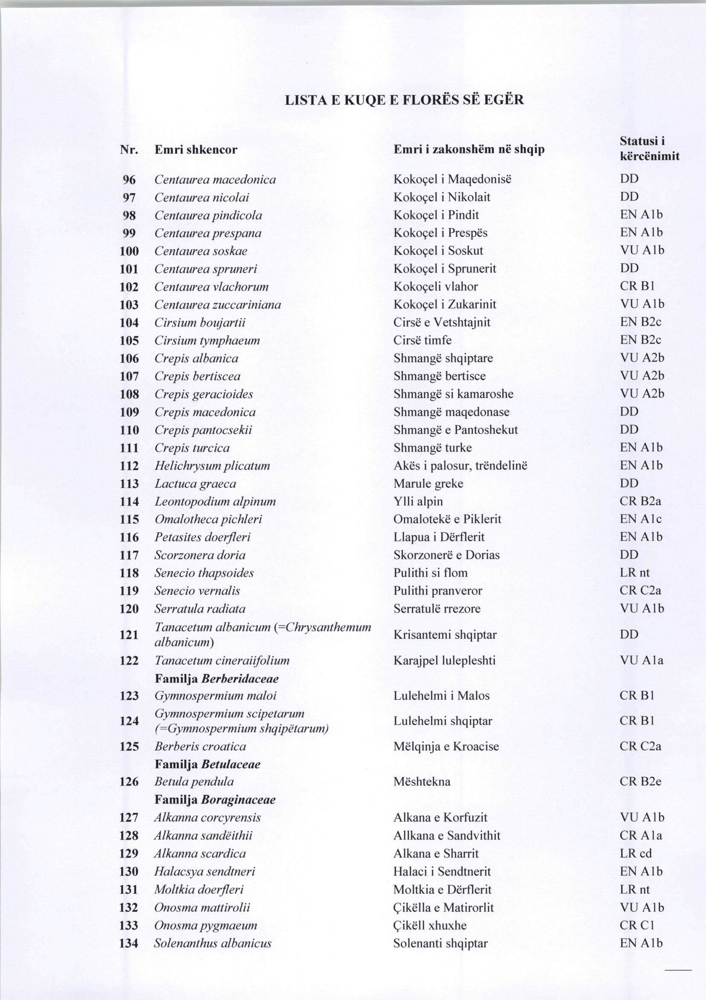 LISTA E KUQE E FLORËS SË EGËR
Nr. Emri shkencor Emri i zakonshëm në shqip Statusi i
kërcënimit
96 Centaurea macedonica Kokoçel i Maqedonisë DD
97 Centaurea nicolai Kokoçel i Nikolait DD
98 Centaurea pindicola Kokoçel i Pindit EN A1b
99 Centaurea prespana Kokoçel i Prespës EN A1b
100 Centaurea soskae Kokoçel i Soskut VU A1b
101 Centaurea spruneri Kokoçel i Sprunerit DD
102 Centaurea vlachorum Kokoçeli vlahor CR B1
103 Centaurea zuccariniana Kokoçel i Zukarinit VU A1b
104 Cirsium boujartii Cirsë e Vetshtajnit EN B2c
105 Cirsium tymphaeum Cirsë timfe EN B2c
106 Crepis albanica Shmangë shqiptare VU A2b
107 Crepis bertiscea Shmangë bertisce VU A2b
108 Crepis geracioides Shmangë si kamaroshe VU A2b
109 Crepis macedonica Shmangë maqedonase DD
110 Crepis pantocsekii Shmangë e Pantoshekut DD
111 Crepis turcica Shmangë turke EN A1b
112 Helichrysum plicatum Akës i palosur, trëndelinë EN A1b
113 Lactuca graeca Marule greke DD
114 Leontopodium alpinum Ylli alpin CR B2a
115 Omalotheca pichleri Omalotekë e Piklerit EN A1c
116 Petasites doerfleri Llapua i Dërflerit EN A1b
117 Scorzonera doria Skorzonerë e Dorias DD
118 Senecio thapsoides Pulithi si flom LR nt
119 Senecio vernalis Pulithi pranveror CR C2a
120 Serratula radiata Serratulë rrezore VU A1b
121 Tanacetum albanicum (=Chrysanthemum
albanicum) Krisantemi shqiptar DD
122 Tanacetum cineraiifolium Karajpel lulepleshti VU A1a
Familja Berberidaceae
123 Gymnospermium maloi Lulehelmi i Malos CR B1
124 Gymnospermium scipetarum
(=Gymnospermium shqipëtarum) Lulehelmi shqiptar CR B1
125 Berberis croatica Mëlqinja e Kroacise CR C2a
Familja Betulaceae
126 Betula pendula Mështekna CR B2e
Familja Boraginaceae
127 Alkanna corcyrensis Alkana e Korfuzit VU A1b
128 Alkanna sandëithii Allkana e Sandvithit CR A1a
129 Alkanna scardica Alkana e Sharrit LR cd
130 Halacsya sendtneri Halaci i Sendtnerit EN A1b
131 Moltkia doerfleri Moltkia e Dërflerit LR nt
132 Onosma mattirolii Çikëlla e Matirorlit VU A1b
133 Onosma pygmaeum Çikëll xhuxhe CR C1
134 Solenanthus albanicus Solenanti shqiptar EN A1b